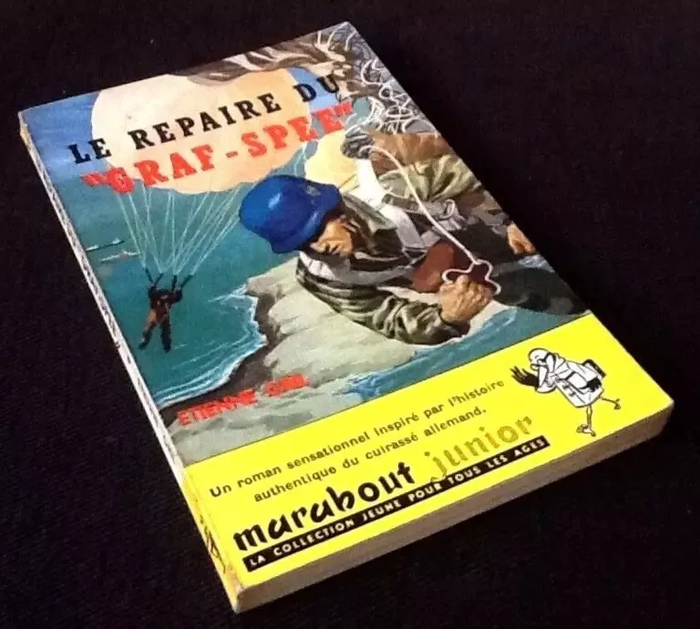 LE REPAIRE DU
"GRAF-SPEE"
ETIENNE
Un roman sensationnel inspiré par l'histoire
authentique du cuirassé allemand.
marabout junior
LA COLLECTION JEUNE POUR TOUS LES AGES